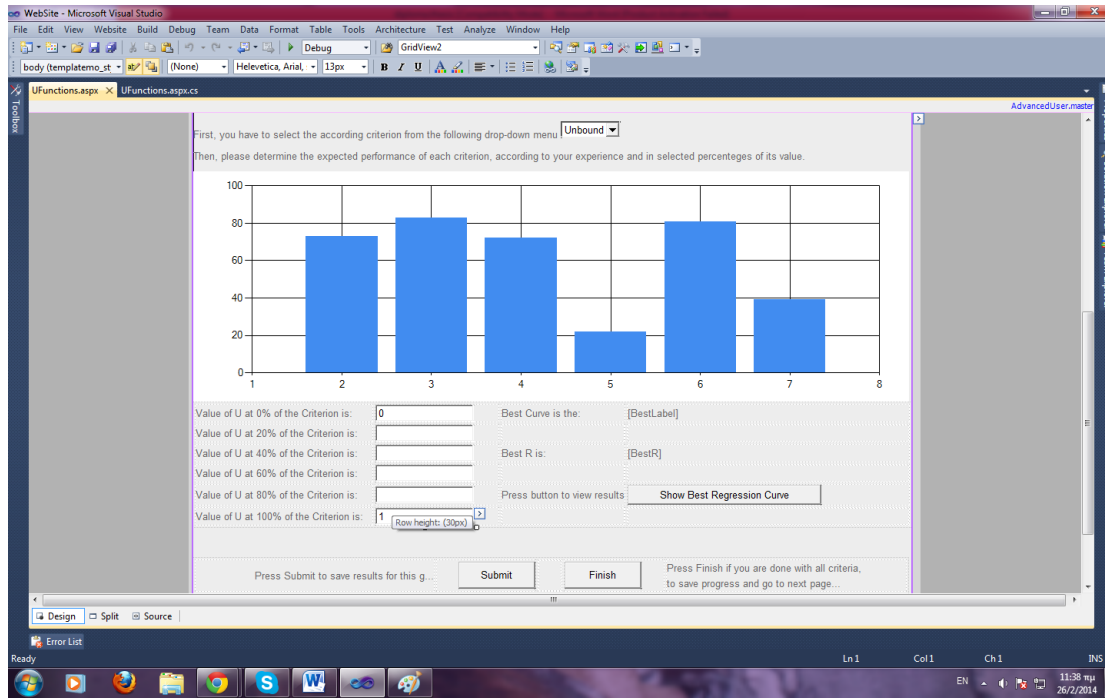 WebSite - Microsoft Visual Studio
File Edit View Website Build Debug Team Data Format Table Tools Architecture Test Analyze Window Help
Debug GridView2
body (templatemo_st (None) Helevetica, Arial, 13px B I U A
Toolbox
UFunctions.aspx UFunctions.aspx.cs
AdvancedUser.master
First, you have to select the according criterion from the following drop-down menu Unbound
Then, please determine the expected performance of each criterion, according to your experience and in selected percenteges of its value.
100
80
60
40
20
0
1 2 3 4 5 6 7 8
Value of U at 0% of the Criterion is: 0 Best Curve is the: [BestLabel]
Value of U at 20% of the Criterion is:
Value of U at 40% of the Criterion is: Best R is: [BestR]
Value of U at 60% of the Criterion is:
Value of U at 80% of the Criterion is: Press button to view results Show Best Regression Curve
Value of U at 100% of the Criterion is: 1
Row height: (30px)
Press Submit to save results for this g... Submit Finish Press Finish if you are done with all criteria,
to save progress and go to next page...
Design Split Source
Error List
Ready Ln 1 Col 1 Ch 1 INS
EN 11:38 πμ
26/2/2014